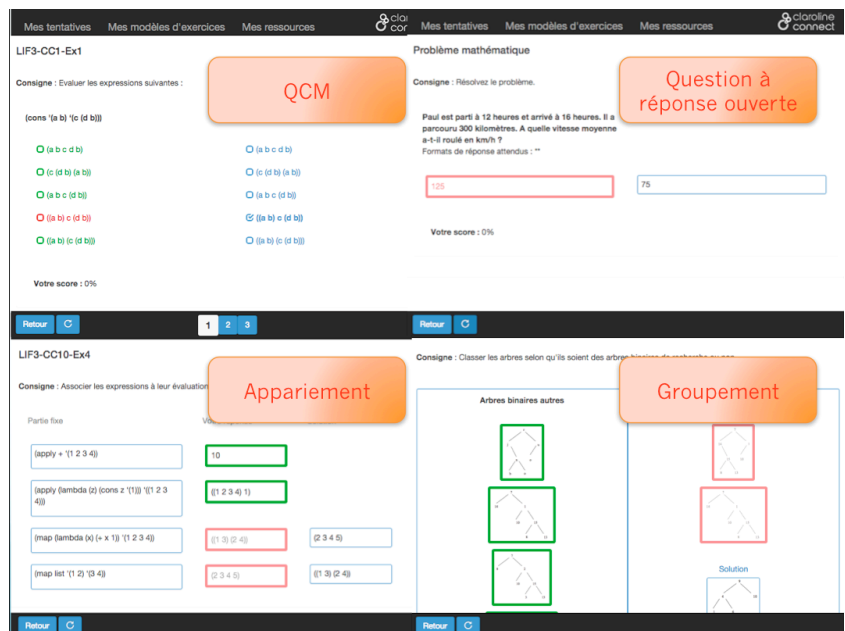 Mes tentatives Mes modèles d'exercices Mes ressources
LIF3-CC1-Ex1
Consigne : Evaluer les expressions suivantes :
QCM
(cons '(a b) '(c (d b)))
(a b c d b) (a b c d b)
(c (d b) (a b)) (c (d b) (a b))
(a b c (d b)) (a b c (d b))
((a b) c (d b)) ((a b) c (d b))
((a b) (c (d b))) ((a b) (c (d b)))
Votre score : 0%
Retour 1 2 3
Mes tentatives Mes modèles d'exercices Mes ressources claroline
connect
Problème mathématique
Consigne : Résolvez le problème.
Question à
réponse ouverte
Paul est parti à 12 heures et arrivé à 16 heures. Il a
parcouru 300 kilomètres. A quelle vitesse moyenne
a-t-il roulé en km/h ?
Formats de réponse attendus : ""
125 75
Votre score : 0%
Retour
LIF3-CC10-Ex4
Consigne : Associer les expressions à leur évaluation
Appariement
Partie fixe
(apply + '(1 2 3 4)) 10
(apply (lambda (z) (cons z '(1))) '((1 2 3
4))) ((1 2 3 4) 1)
(map (lambda (x) (+ x 1)) '(1 2 3 4)) ((1 3) (2 4)) (2 3 4 5)
(map list '(1 2) '(3 4)) (2 3 4 5) ((1 3) (2 4))
Retour
Consigne : Classer les arbres selon qu'ils soient des arbres binaires de recherche ou non
Groupement
Arbres binaires autres
Solution
Retour